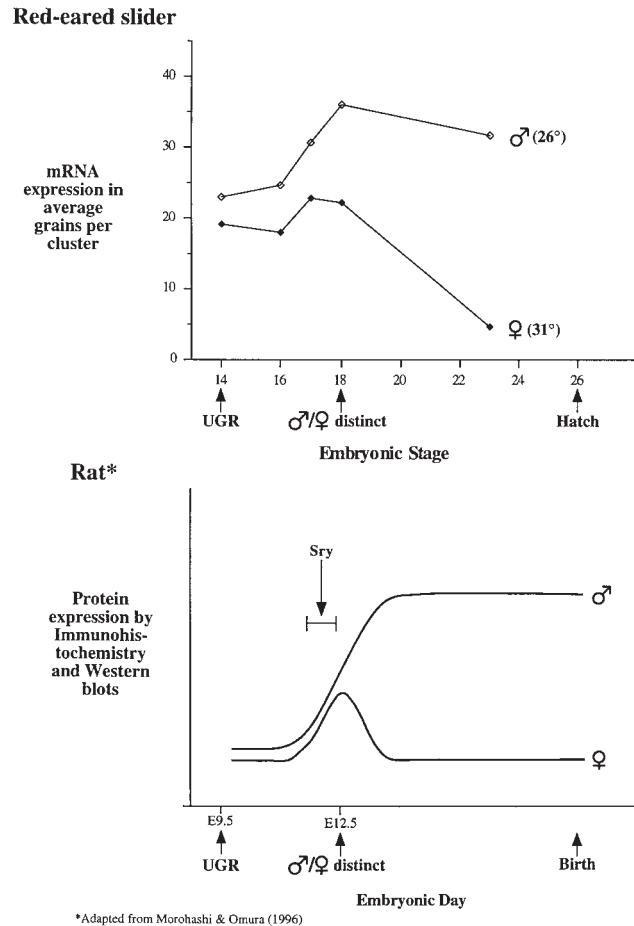 Red-eared slider
40
30
20
10
0
mRNA
expression in
average
grains per
cluster
♂ (26°)
♀ (31°)
14 16 18 20 22 24 26
UGR ♂/♀ distinct Hatch
Embryonic Stage
Rat*
Sry
Protein
expression by
Immunohis-
tochemistry
and Western
blots
♂
♀
E9.5 E12.5
UGR ♂/♀ distinct Birth
Embryonic Day
*Adapted from Morohashi & Omura (1996)